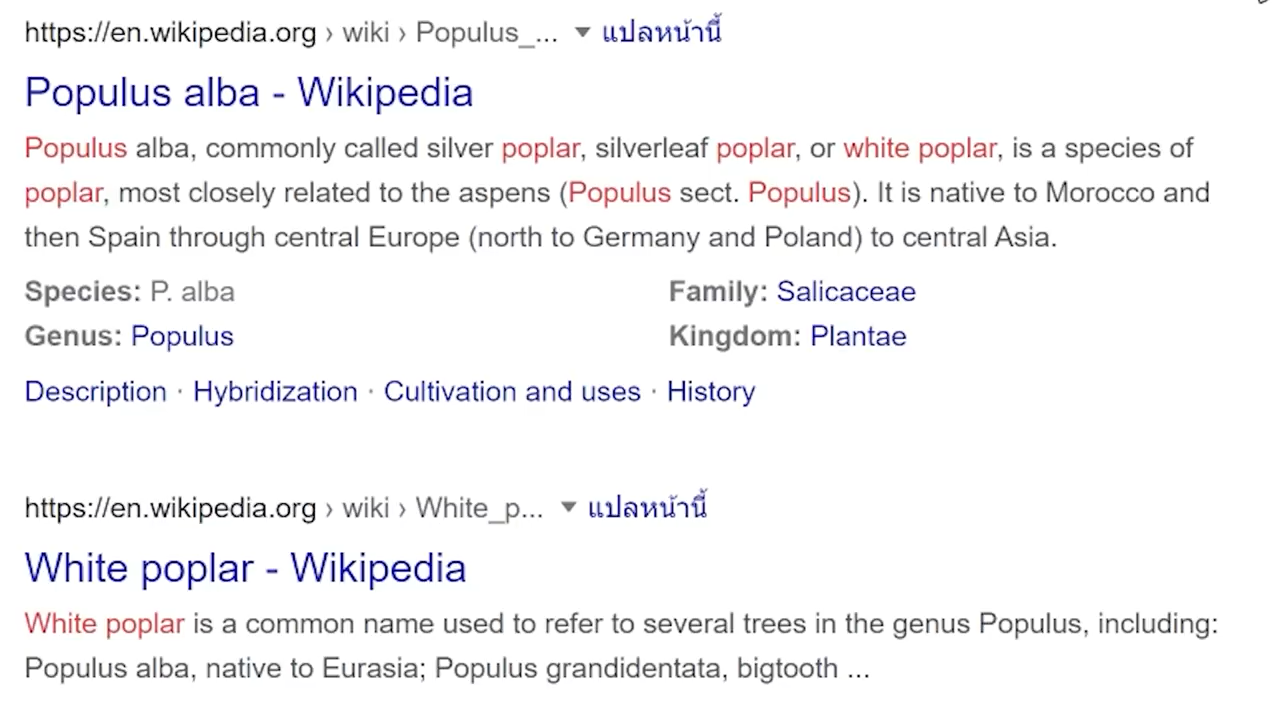 https://en.wikipedia.org › wiki › Populus_... ▼ แปลหน้านี้
Populus alba - Wikipedia
Populus alba, commonly called silver poplar, silverleaf poplar, or white poplar, is a species of
poplar, most closely related to the aspens (Populus sect. Populus). It is native to Morocco and
then Spain through central Europe (north to Germany and Poland) to central Asia.
Species: P. alba Family: Salicaceae
Genus: Populus Kingdom: Plantae
Description · Hybridization · Cultivation and uses · History
https://en.wikipedia.org › wiki › White_p... ▼ แปลหน้านี้
White poplar - Wikipedia
White poplar is a common name used to refer to several trees in the genus Populus, including:
Populus alba, native to Eurasia; Populus grandidentata, bigtooth ...